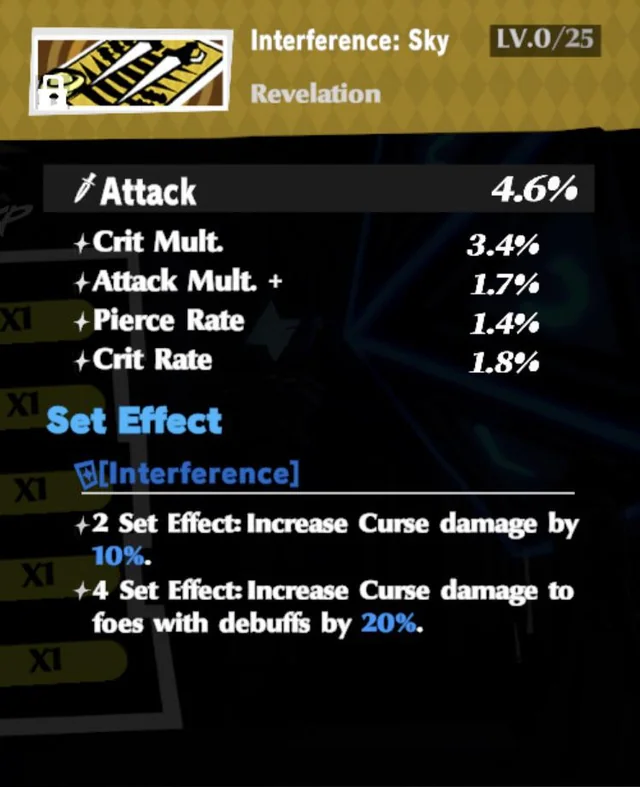 Interference: Sky
LV.0/25
Revelation
Attack 4.6%
Crit Mult. 3.4%
Attack Mult. + 1.7%
Pierce Rate 1.4%
Crit Rate 1.8%
X1
X1
X1
X1
X1
Set Effect
[Interference]
2 Set Effect: Increase Curse damage by
10%.
4 Set Effect: Increase Curse damage to
foes with debuffs by 20%.